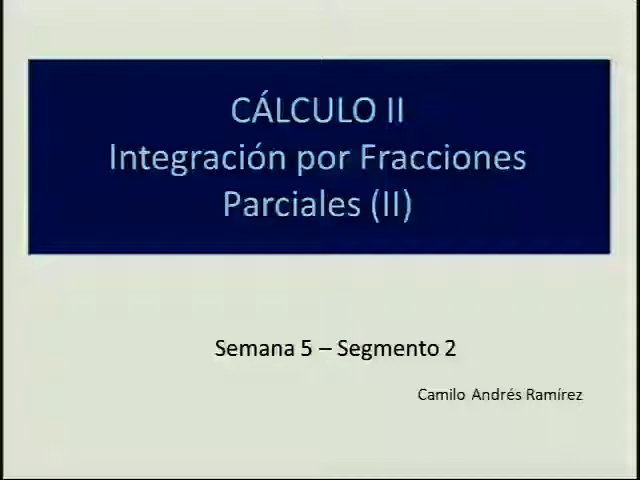 CÁLCULO II
Integración por Fracciones
Parciales (II)
Semana 5 – Segmento 2
Camilo Andrés Ramírez